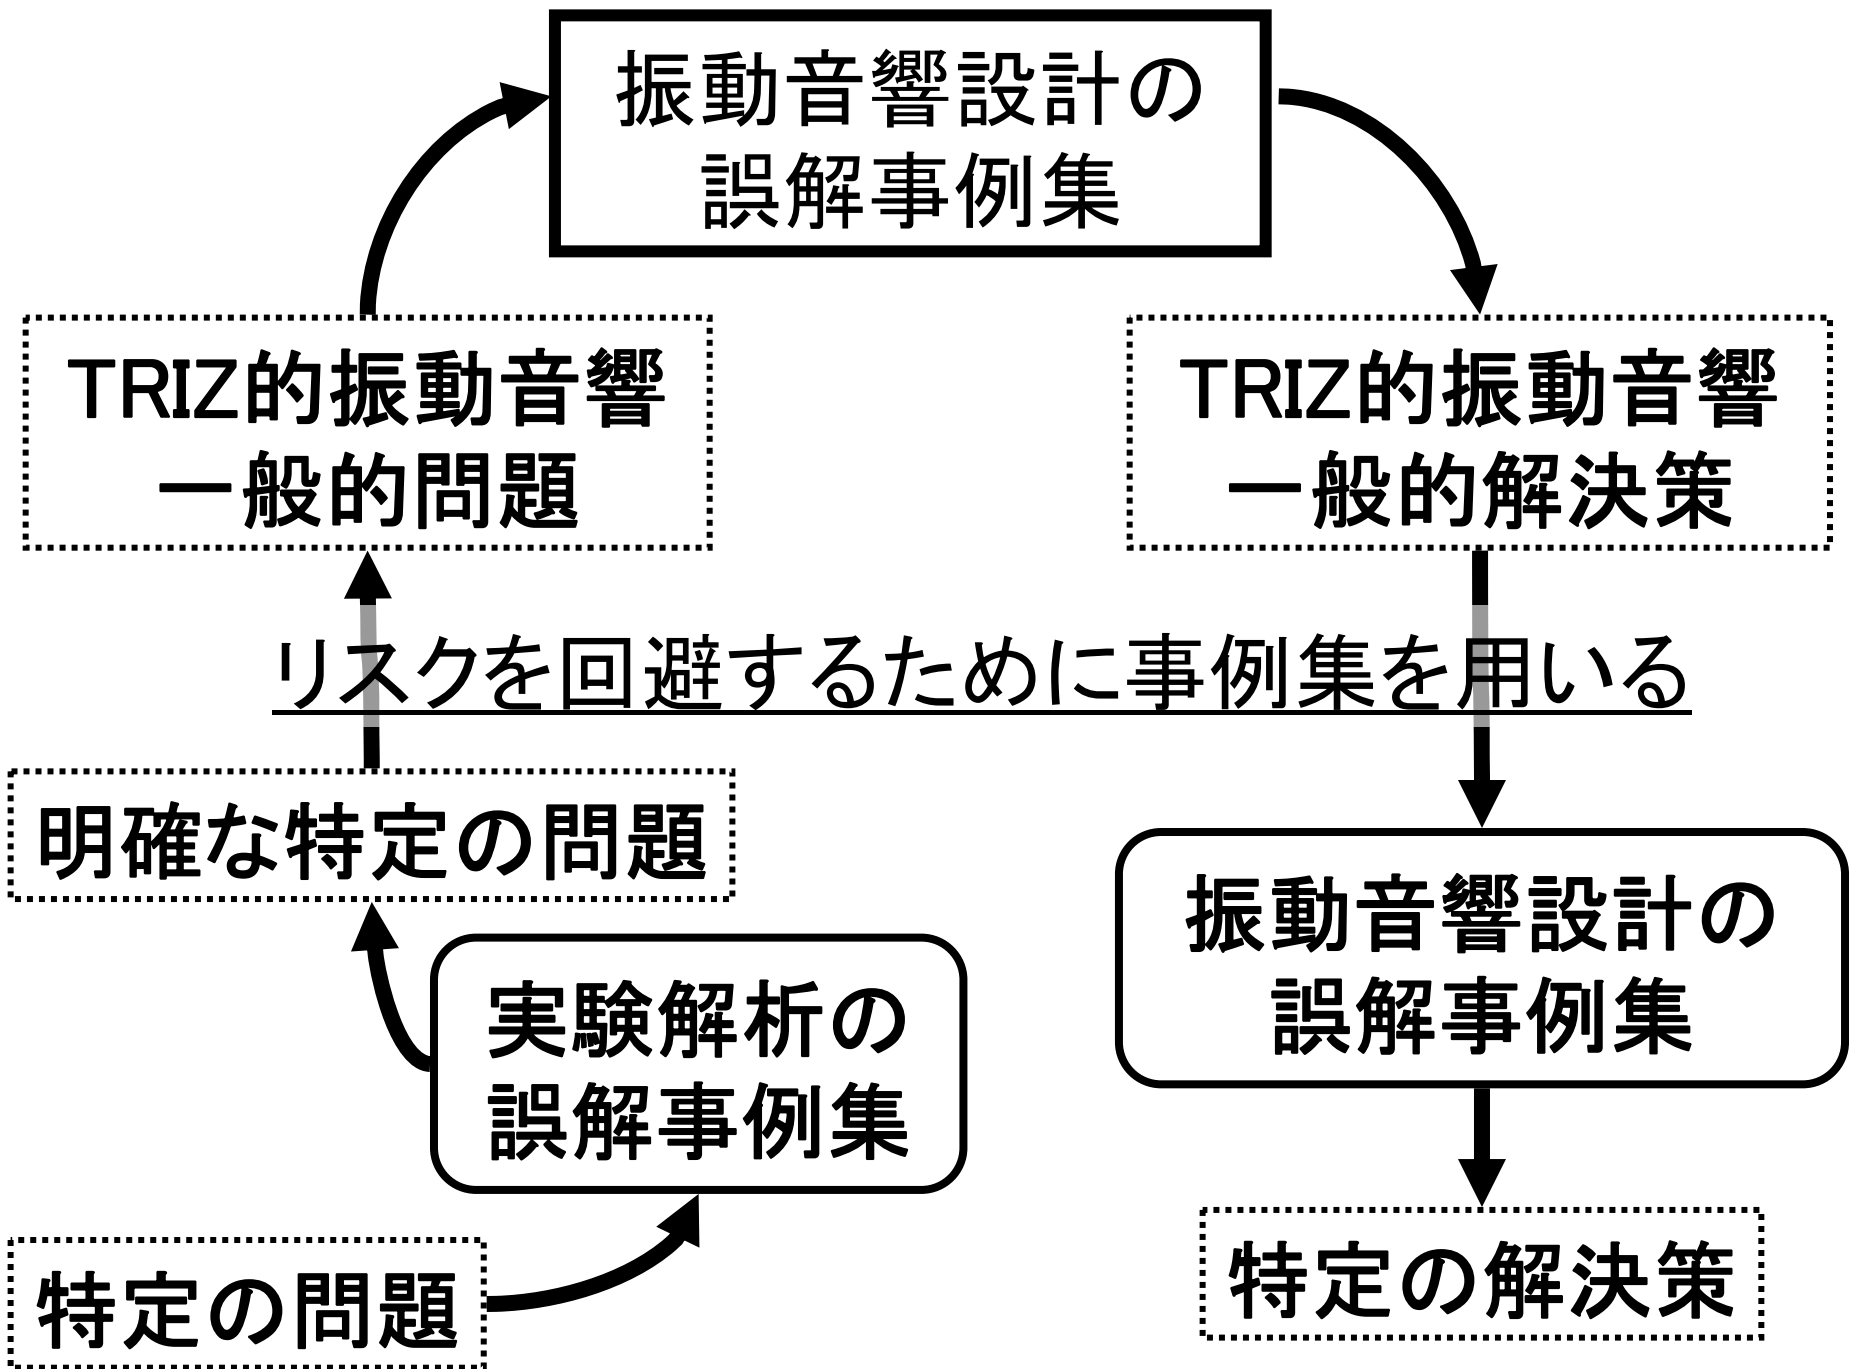 振動音響設計の
誤解事例集
TRIZ的振動音響
一般的問題
TRIZ的振動音響
一般的解決策
リスクを回避するために事例集を用いる
明確な特定の問題
振動音響設計の
誤解事例集
実験解析の
誤解事例集
特定の問題
特定の解決策